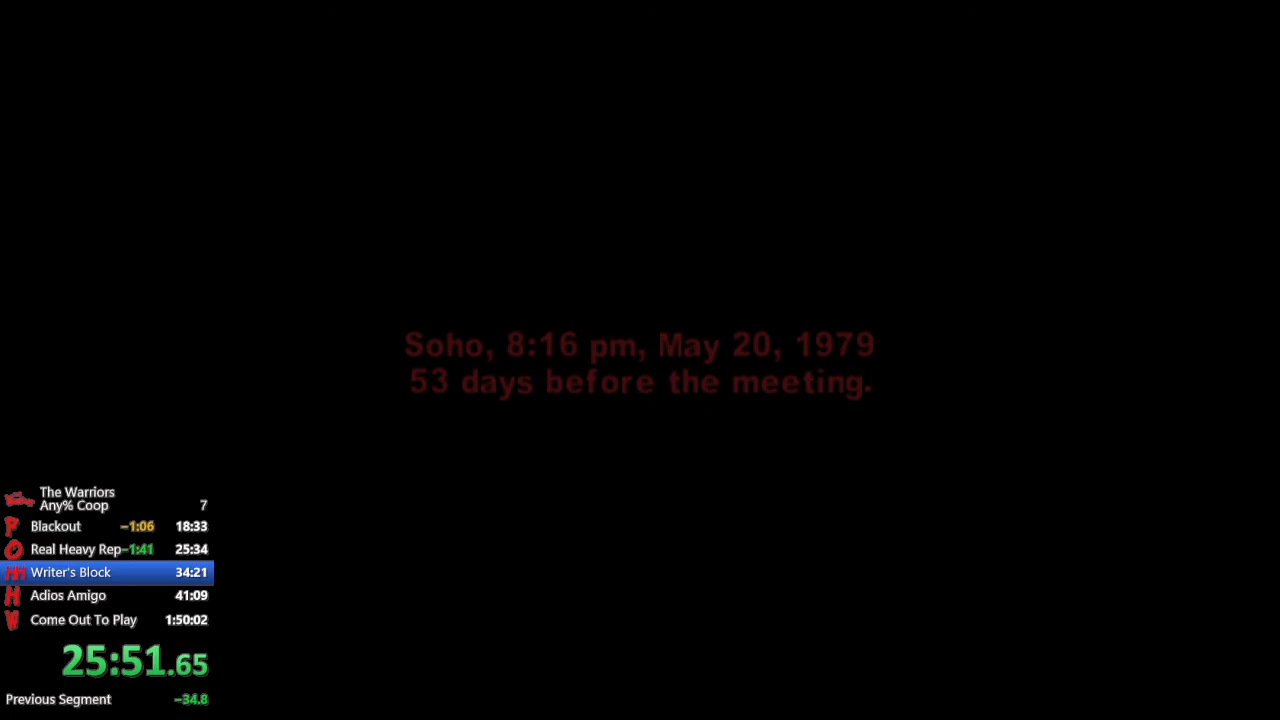 Soho, 8:16 pm, May 20, 1979
53 days before the meeting.
The Warriors
Any% Coop 7
Blackout −1:06 18:33
Real Heavy Rep −1:41 25:34
Writer's Block 34:21
Adios Amigo 41:09
Come Out To Play 1:50:02
25:51.65
Previous Segment −34.8